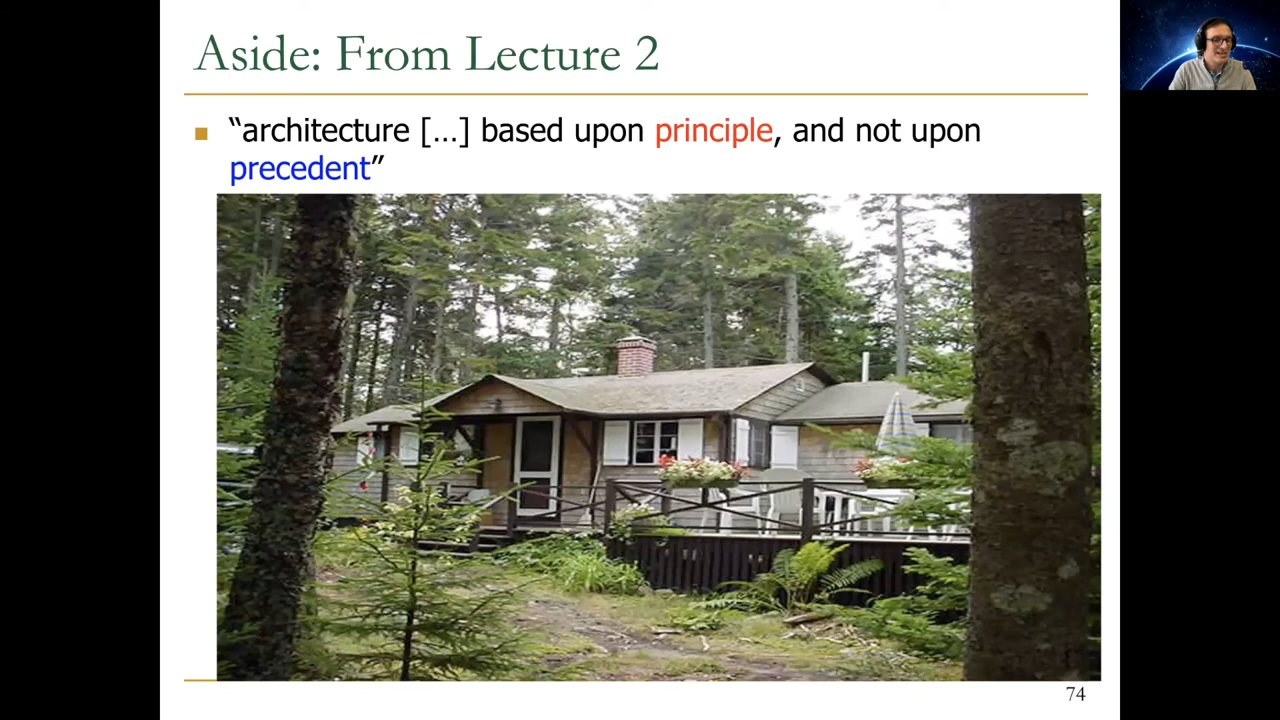 Aside: From Lecture 2
“architecture […] based upon principle, and not upon
precedent”
74